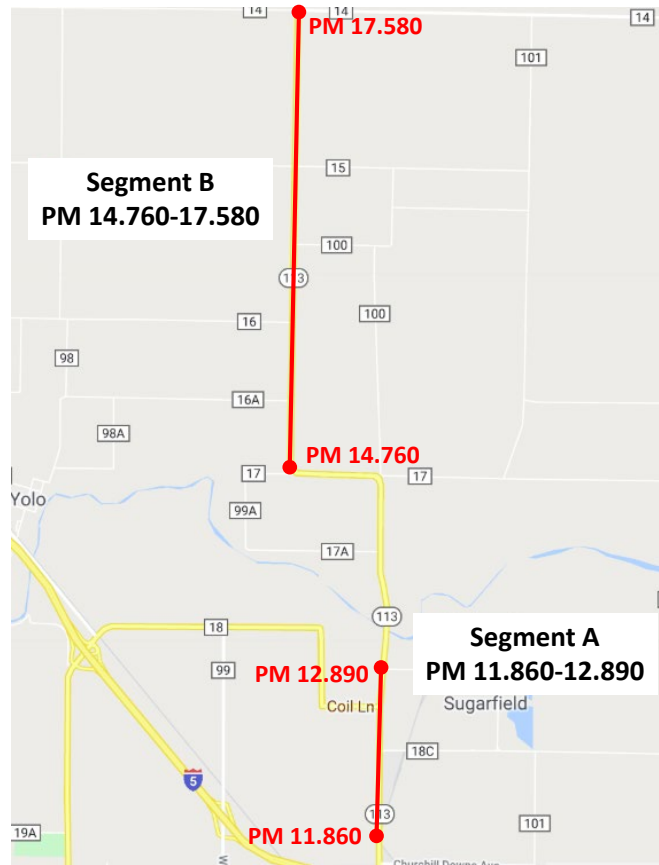 14
14
14
PM 17.580
101
15
Segment B
PM 14.760-17.580
100
113
100
16
98
16A
98A
PM 14.760
17
17
Yolo
99A
17A
113
18
Segment A
PM 11.860-12.890
99
PM 12.890
Coil Ln
Sugarfield
18C
5
113
101
19A
PM 11.860
W
Churchill Downs Ave